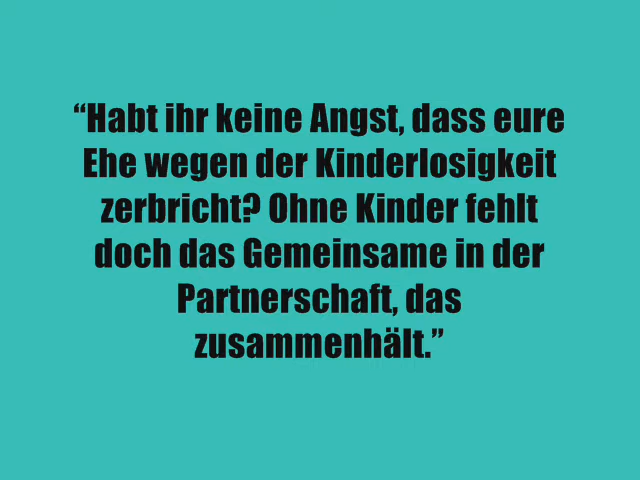 “Habt ihr keine Angst, dass eure
Ehe wegen der Kinderlosigkeit
zerbricht? Ohne Kinder fehlt
doch das Gemeinsame in der
Partnerschaft, das
zusammenhält.”